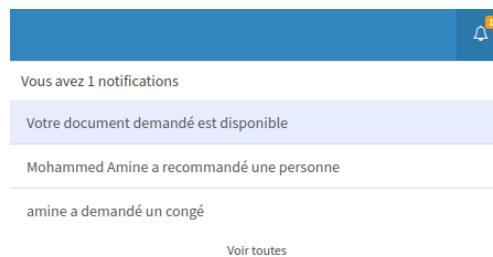 1
Vous avez 1 notifications
Votre document demandé est disponible
Mohammed Amine a recommandé une personne
amine a demandé un congé
Voir toutes